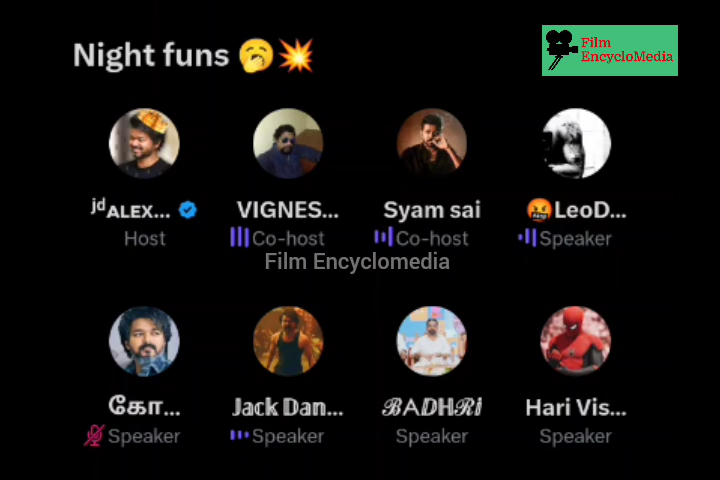 Night funs 🥱💥
Film
EncycloMedia
ʲᵈALEX...
VIGNES...
Syam sai
🤬LeoD...
Host
Co-host
Co-host
Speaker
Film Encyclomedia
கோ...
Jack Dan...
BADHRi
Hari Vis...
Speaker
Speaker
Speaker
Speaker